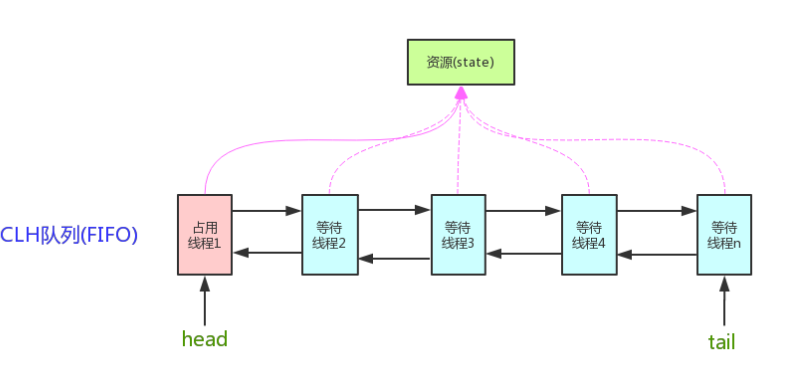 资源(state)
CLH队列(FIFO)
占用
线程1
等待
线程2
等待
线程3
等待
线程4
等待
线程n
head
tail